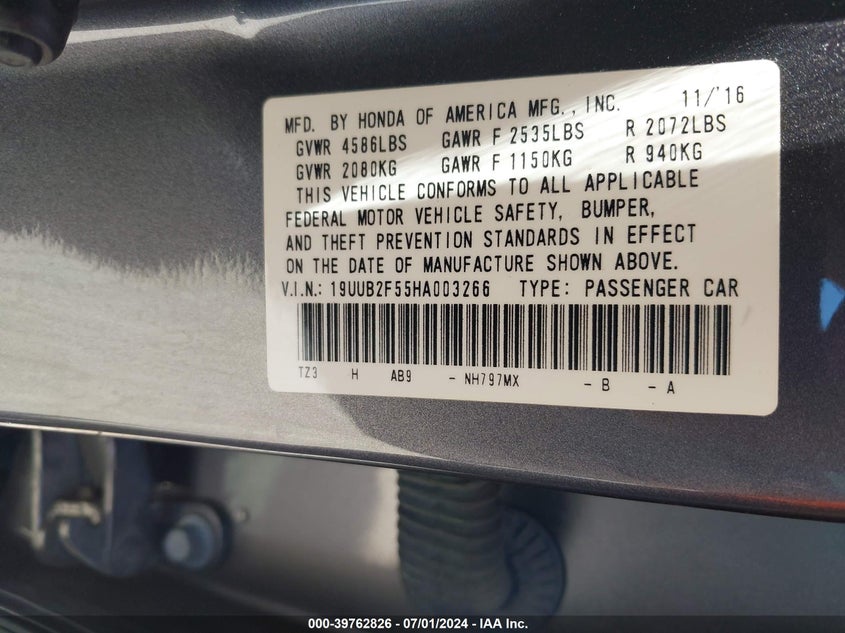 MFD. BY HONDA OF AMERICA MFG., INC. 11/'16
GVWR 4586LBS GAWR F 2535LBS R 2072LBS
GVWR 2080KG GAWR F 1150KG R 940KG
THIS VEHICLE CONFORMS TO ALL APPLICABLE
FEDERAL MOTOR VEHICLE SAFETY, BUMPER,
AND THEFT PREVENTION STANDARDS IN EFFECT
ON THE DATE OF MANUFACTURE SHOWN ABOVE.
V.I.N.: 19UUB2F55HA003266 TYPE: PASSENGER CAR
TZ3 H AB9 - NH797MX - B - A
000-39762826 - 07/01/2024 - IAA Inc.